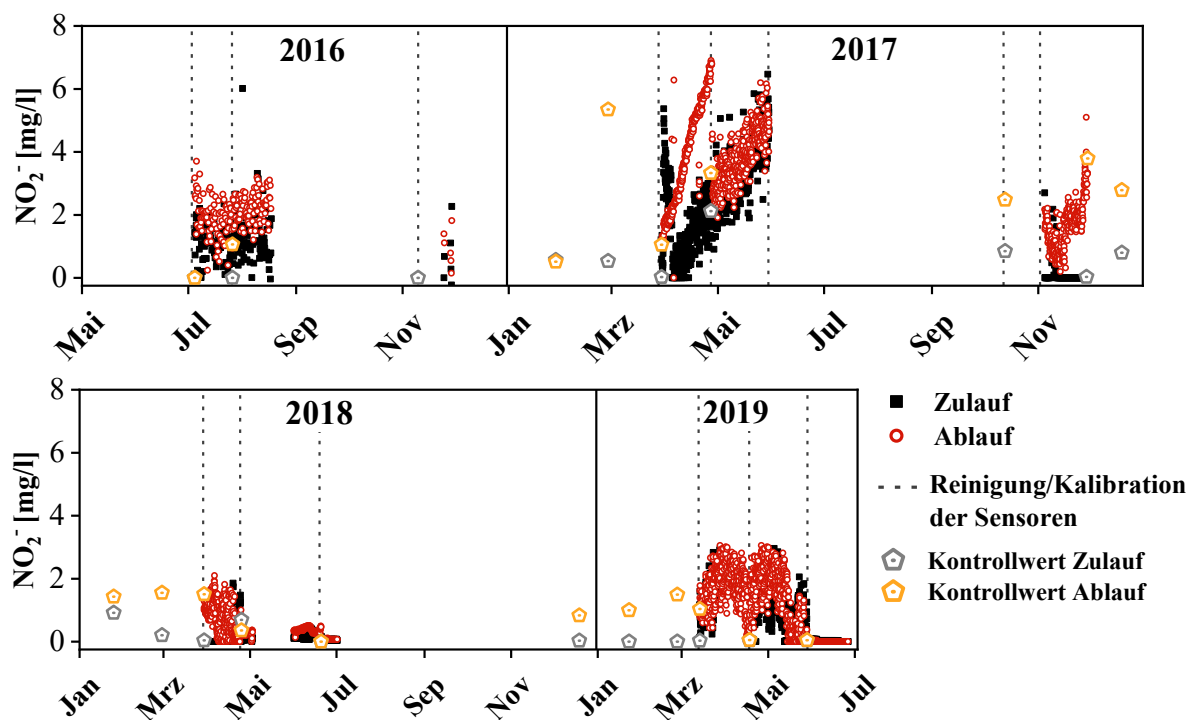 2016
2017
NO₂⁻ [mg/l]
8
6
4
2
0
Mai
Jul
Sep
Nov
Jan
Mrz
Mai
Jul
Sep
Nov
2018
2019
NO₂⁻ [mg/l]
8
6
4
2
0
Jan
Mrz
Mai
Jul
Sep
Nov
Jan
Mrz
Mai
Jul
Zulauf
Ablauf
Reinigung/Kalibration
der Sensoren
Kontrollwert Zulauf
Kontrollwert Ablauf